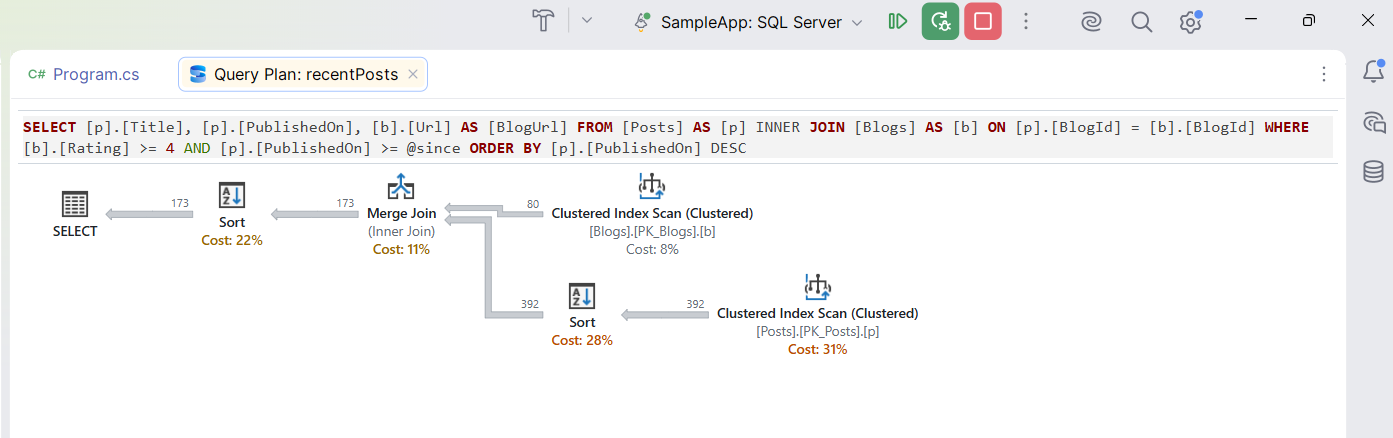 SampleApp: SQL Server
C# Program.cs
Query Plan: recentPosts
SELECT [p].[Title], [p].[PublishedOn], [b].[Url] AS [BlogUrl] FROM [Posts] AS [p] INNER JOIN [Blogs] AS [b] ON [p].[BlogId] = [b].[BlogId] WHERE
[b].[Rating] >= 4 AND [p].[PublishedOn] >= @since ORDER BY [p].[PublishedOn] DESC
SELECT
173
Sort
Cost: 22%
173
Merge Join
(Inner Join)
Cost: 11%
80
Clustered Index Scan (Clustered)
[Blogs].[PK_Blogs].[b]
Cost: 8%
392
Sort
Cost: 28%
392
Clustered Index Scan (Clustered)
[Posts].[PK_Posts].[p]
Cost: 31%